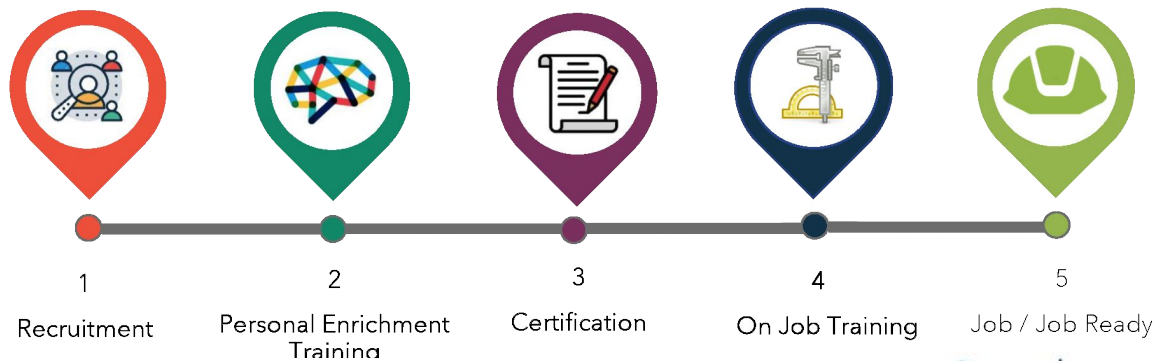 1
Recruitment
2
Personal Enrichment
Training
3
Certification
4
On Job Training
5
Job / Job Ready